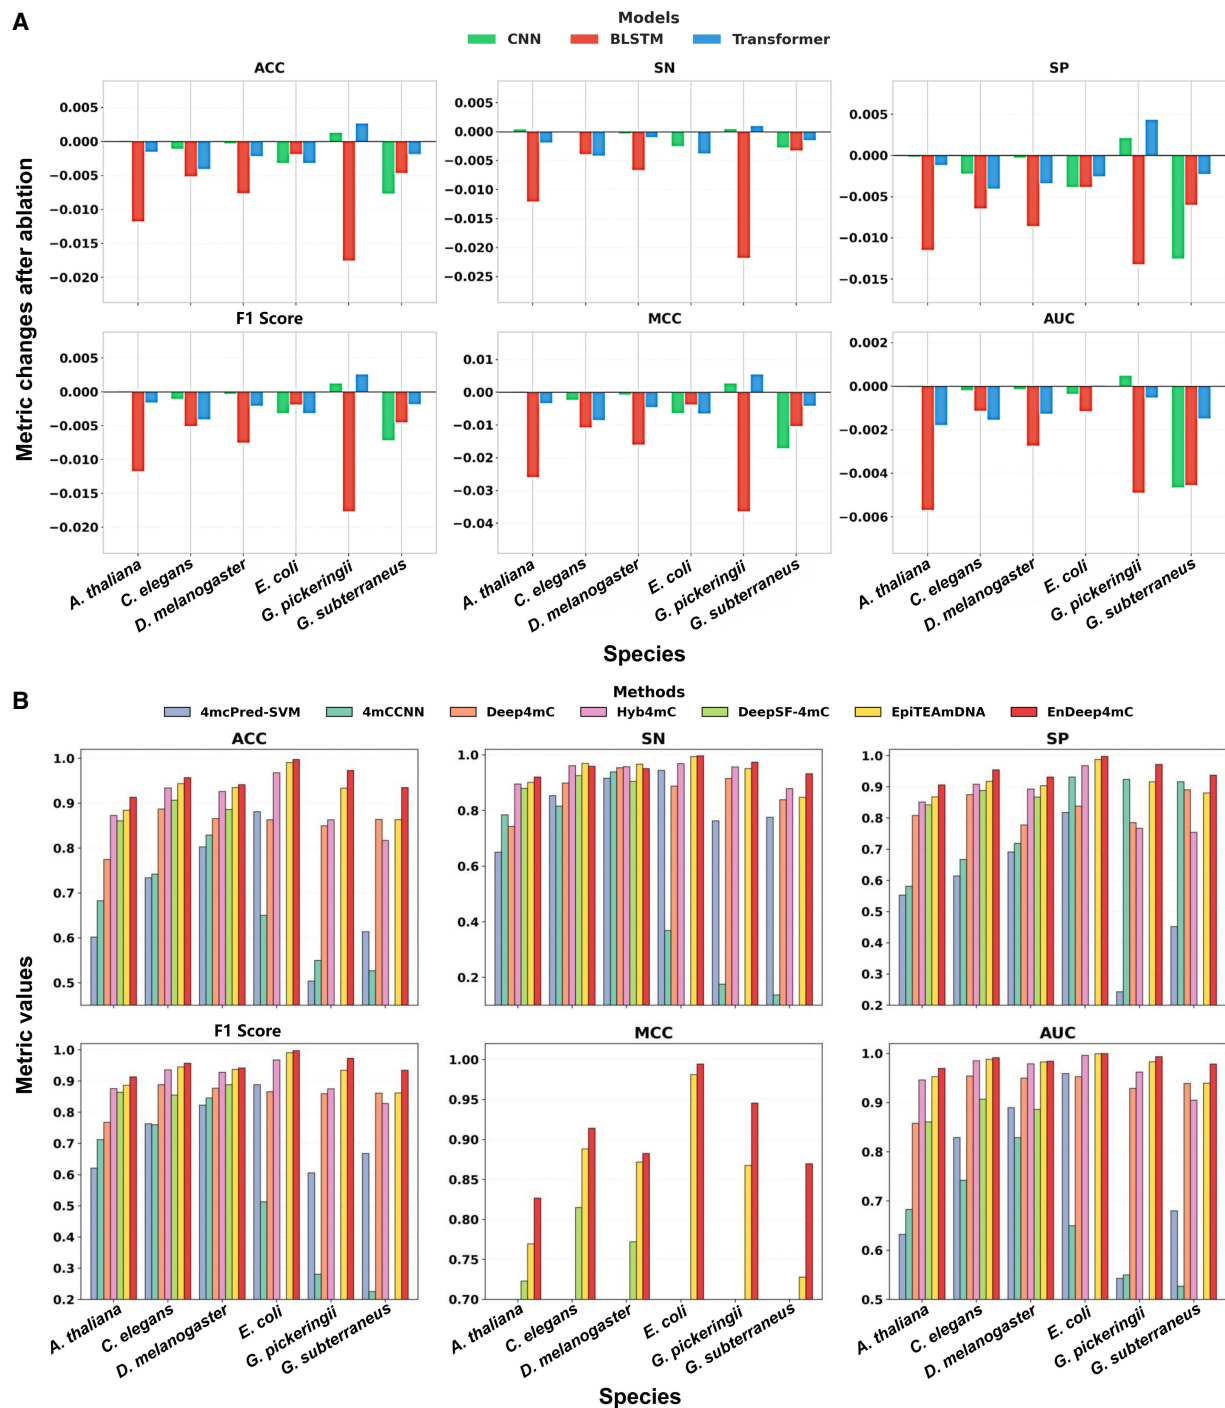 A
Models
CNN BLSTM Transformer
ACC SN SP
0.005 0.005 0.005
0.000 0.000 0.000
−0.005 −0.005 −0.005
−0.010 −0.010 −0.010
−0.015 −0.015 −0.015
−0.020 −0.020
−0.025
Metric changes after ablation
F1 Score MCC AUC
0.005 0.01 0.002
0.000 0.00 0.000
−0.005 −0.01 −0.002
−0.010 −0.02 −0.004
−0.015 −0.03 −0.006
−0.020 −0.04
A. thaliana C. elegans D. melanogaster E. coli G. pickeringii G. subterraneus
A. thaliana C. elegans D. melanogaster E. coli G. pickeringii G. subterraneus
A. thaliana C. elegans D. melanogaster E. coli G. pickeringii G. subterraneus
Species
B
Methods
4mcPred-SVM 4mCCNN Deep4mC Hyb4mC DeepSF-4mC EpiTEAmDNA EnDeep4mC
ACC SN SP
1.0 1.0 1.0
0.9 0.8 0.9
0.8 0.6 0.8
0.7 0.4 0.7
0.6 0.2 0.6
0.5 0.5
0.4
0.3
0.2
Metric values
F1 Score MCC AUC
1.0 1.00 1.0
0.9 0.95 0.9
0.8 0.90 0.8
0.7 0.85 0.7
0.6 0.80 0.6
0.5 0.75 0.5
0.4 0.70
0.3
0.2
A. thaliana C. elegans D. melanogaster E. coli G. pickeringii G. subterraneus
A. thaliana C. elegans D. melanogaster E. coli G. pickeringii G. subterraneus
A. thaliana C. elegans D. melanogaster E. coli G. pickeringii G. subterraneus
Species